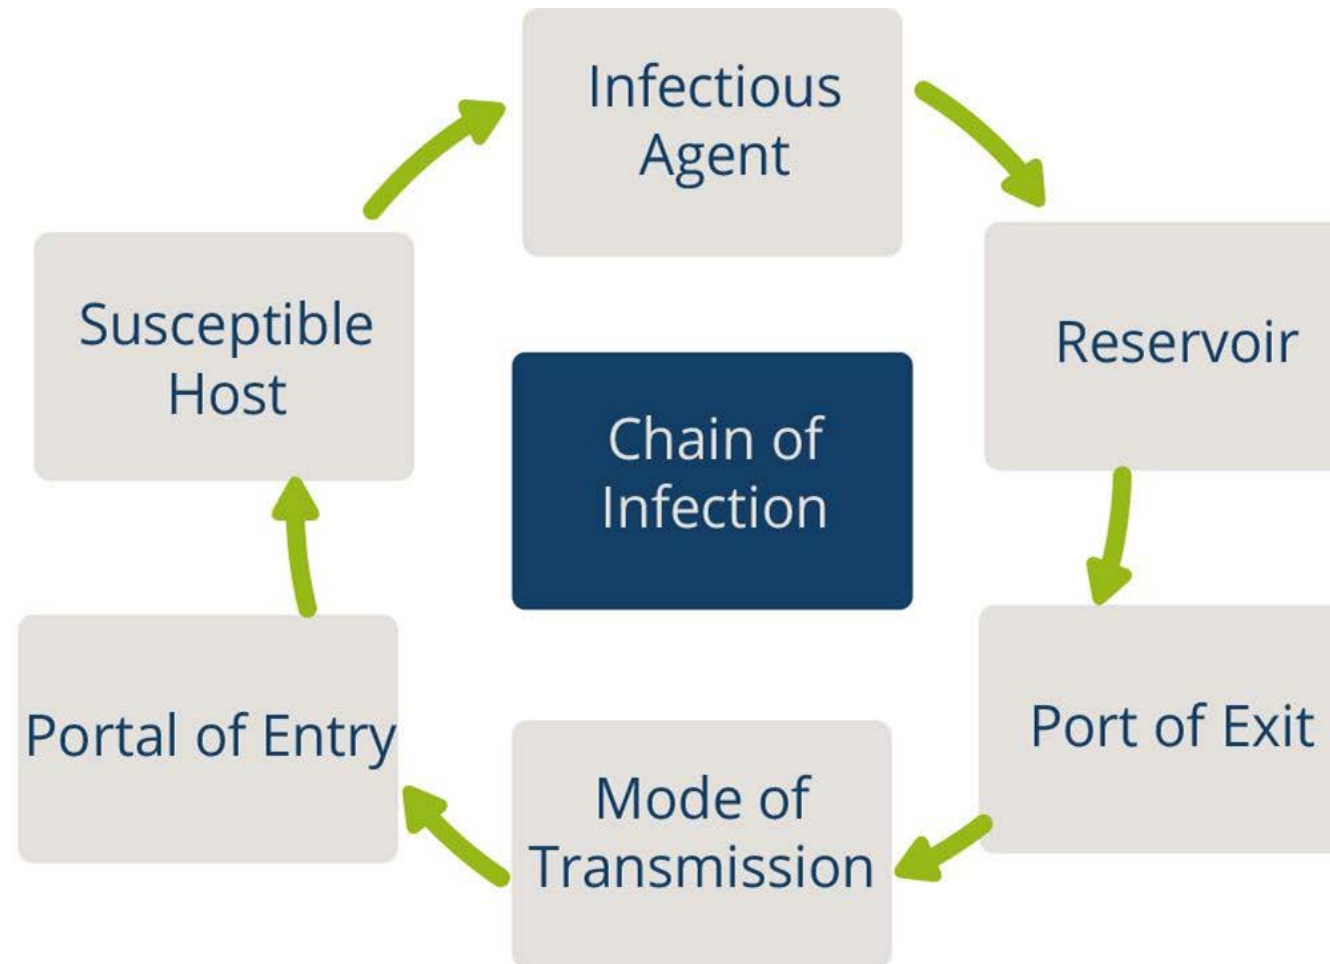 Infectious
Agent
Reservoir
Port of Exit
Mode of
Transmission
Portal of Entry
Susceptible
Host
Chain of
Infection